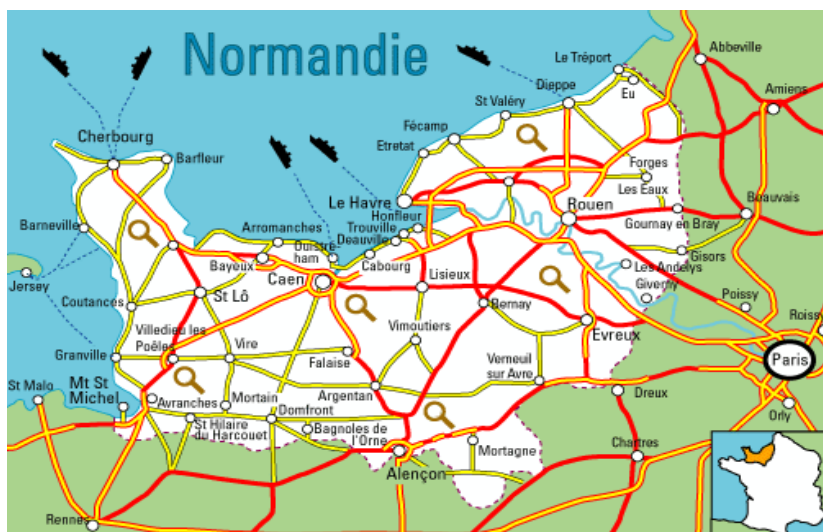 Normandie
Le Tréport
Abbeville
Dieppe
Eu
Amiens
St Valéry
Fécamp
Etretat
Cherbourg
Barfleur
Forges
Les Eaux
Le Havre
Rouen
Beauvais
Honfleur
Gournay en Bray
Barneville
Arromanches
Trouville
Deauville
Ouistre-
ham
Cabourg
Bayeux
Gisors
Les Andelys
Giverny
Jersey
Caen
Lisieux
St Lô
Bernay
Poissy
Roissy
Coutances
Villedieu les
Poêles
Vire
Vimoutiers
Evreux
Granville
Falaise
Paris
Verneuil
sur Avre
St Malo
Mt St
Michel
Avranches
Mortain
Argentan
Dreux
Orly
St Hilaire
du Harcouet
Domfront
Bagnoles de
l'Orne
Mortagne
Chartres
Alençon
Rennes